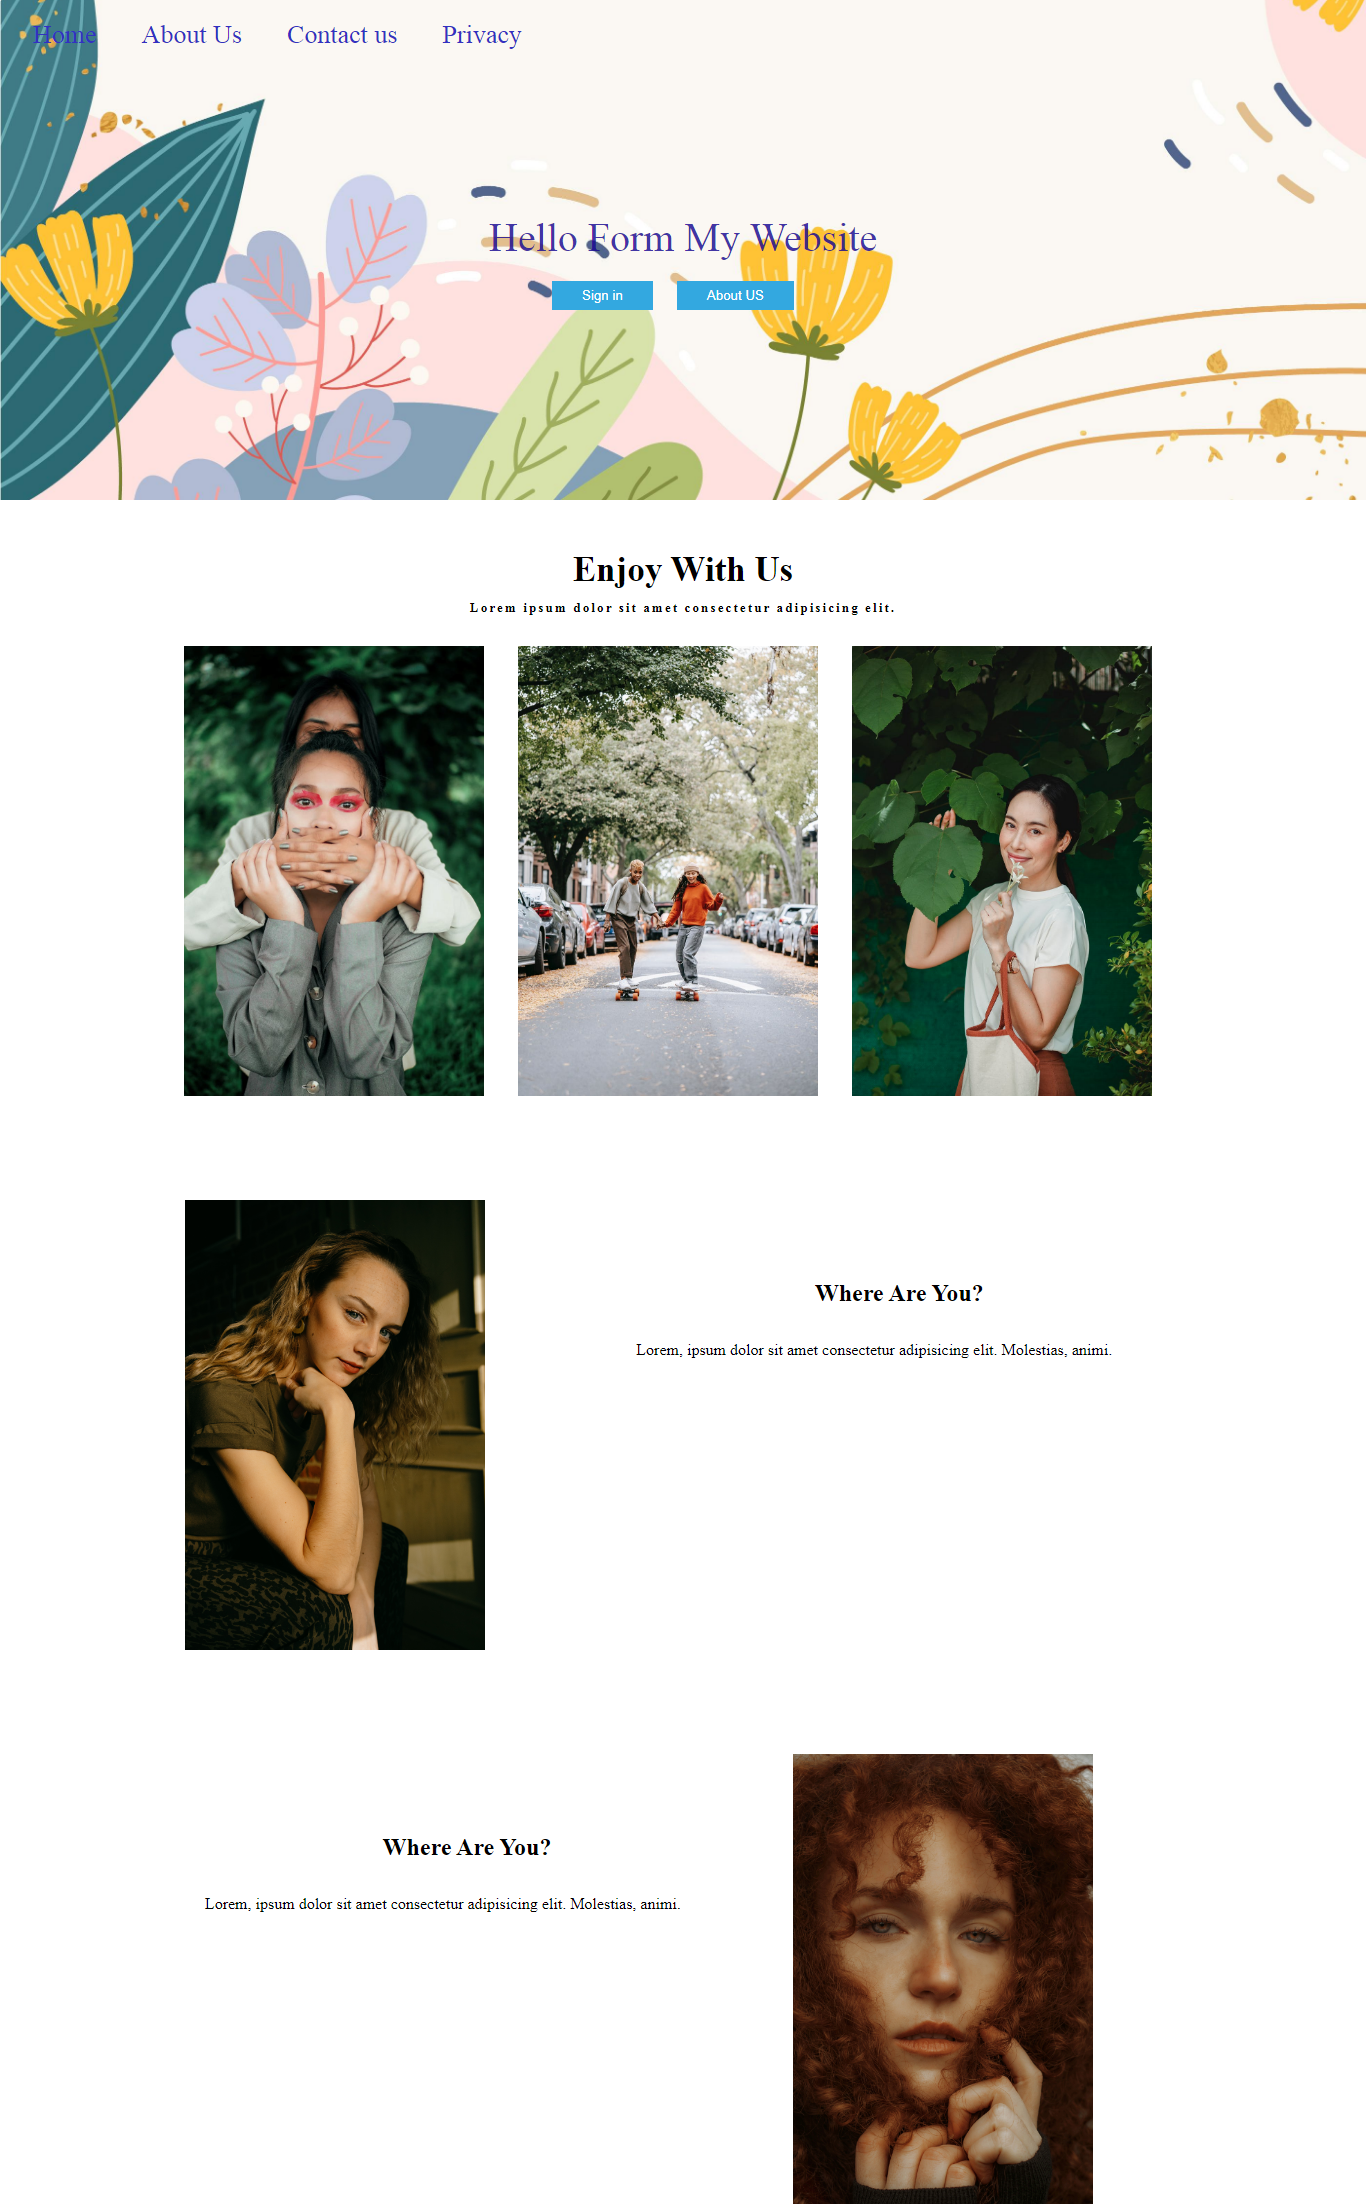 Home About Us Contact us Privacy
Hello Form My Website
Sign in About US
Enjoy With Us
Lorem ipsum dolor sit amet consectetur adipisicing elit.
Where Are You?
Lorem, ipsum dolor sit amet consectetur adipisicing elit. Molestias, animi.
Where Are You?
Lorem, ipsum dolor sit amet consectetur adipisicing elit. Molestias, animi.